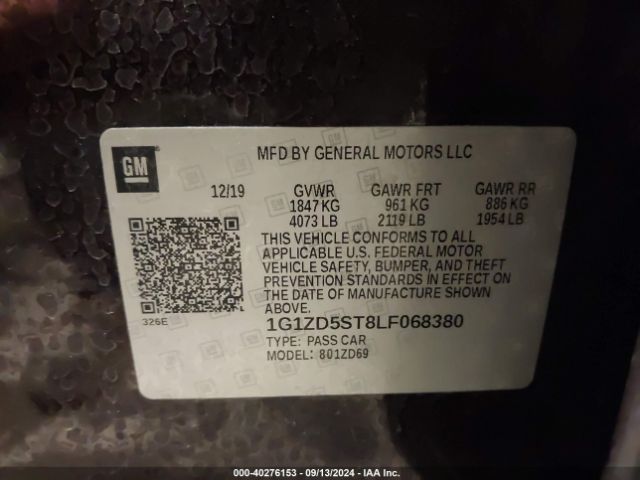 GM
MFD BY GENERAL MOTORS LLC
12/19 GVWR GAWR FRT GAWR RR
1847 KG 961 KG 886 KG
4073 LB 2119 LB 1954 LB
THIS VEHICLE CONFORMS TO ALL
APPLICABLE U.S. FEDERAL MOTOR
VEHICLE SAFETY, BUMPER, AND THEFT
PREVENTION STANDARDS IN EFFECT ON
THE DATE OF MANUFACTURE SHOWN
ABOVE.
326E
1G1ZD5ST8LF068380
TYPE: PASS CAR
MODEL: 801ZD69
000-40276153 - 09/13/2024 - IAA Inc.